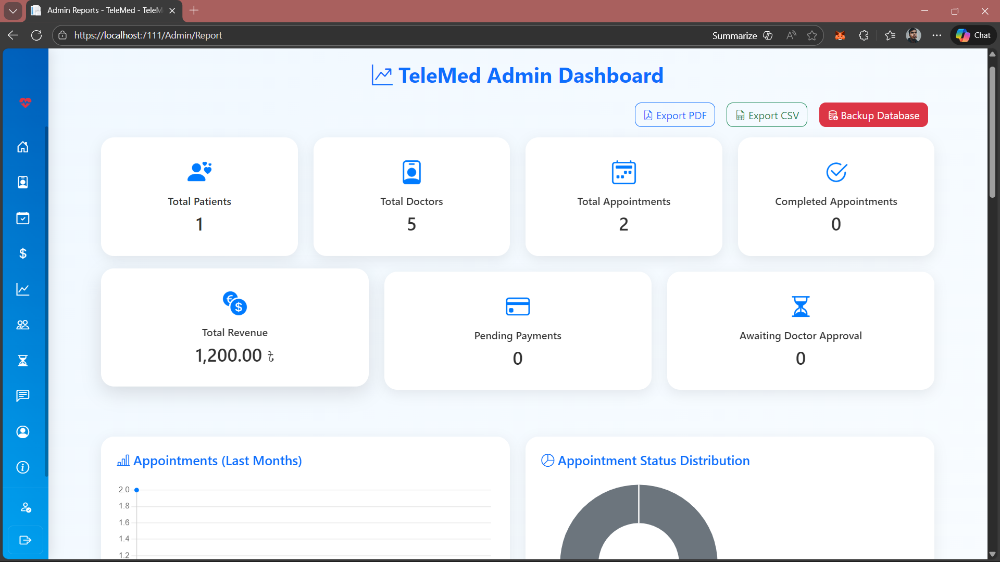 Admin Reports - TeleMed - TeleM
https://localhost:7111/Admin/Report
Summarize
Chat
TeleMed Admin Dashboard
Export PDF
Export CSV
Backup Database
Total Patients
1
Total Doctors
5
Total Appointments
2
Completed Appointments
0
Total Revenue
1,200.00 ৳
Pending Payments
0
Awaiting Doctor Approval
0
Appointments (Last Months)
2.0
1.8
1.6
1.4
1.2
Appointment Status Distribution